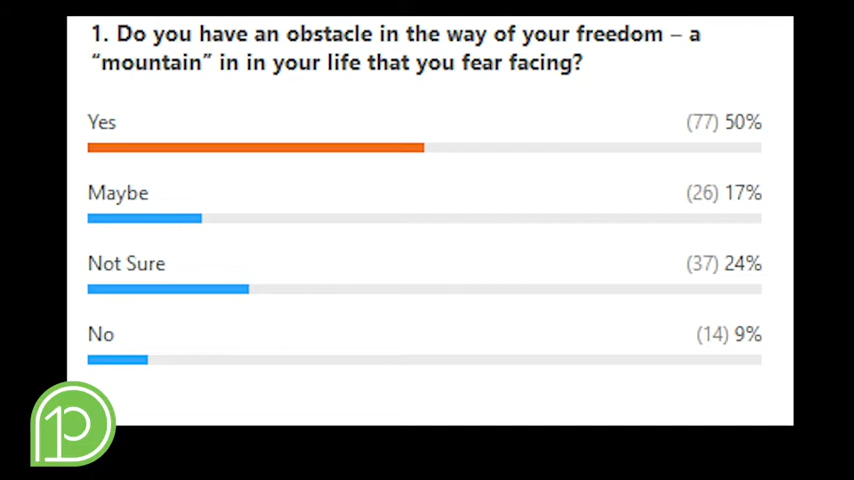 1. Do you have an obstacle in the way of your freedom – a
“mountain” in in your life that you fear facing?
Yes (77) 50%
Maybe (26) 17%
Not Sure (37) 24%
No (14) 9%
1P